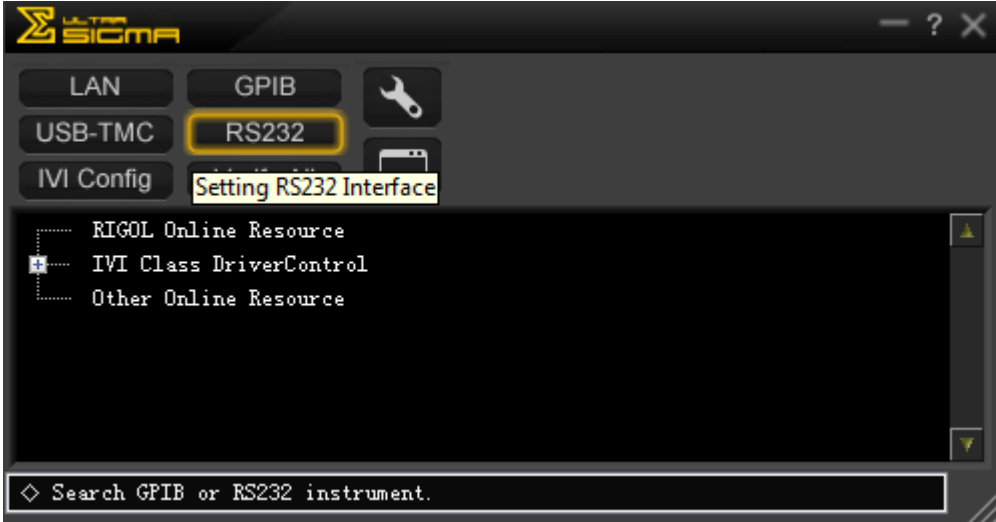 ULTRA
SIGMA
?
LAN
GPIB
USB-TMC
RS232
IVI Config
Setting RS232 Interface
RIGOL Online Resource
IVI Class DriverControl
Other Online Resource
Search GPIB or RS232 instrument.